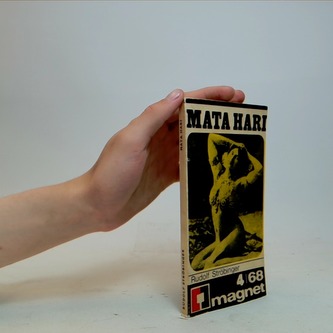 MATA HARI
Rudolf Ströbinger
4/68
magnet